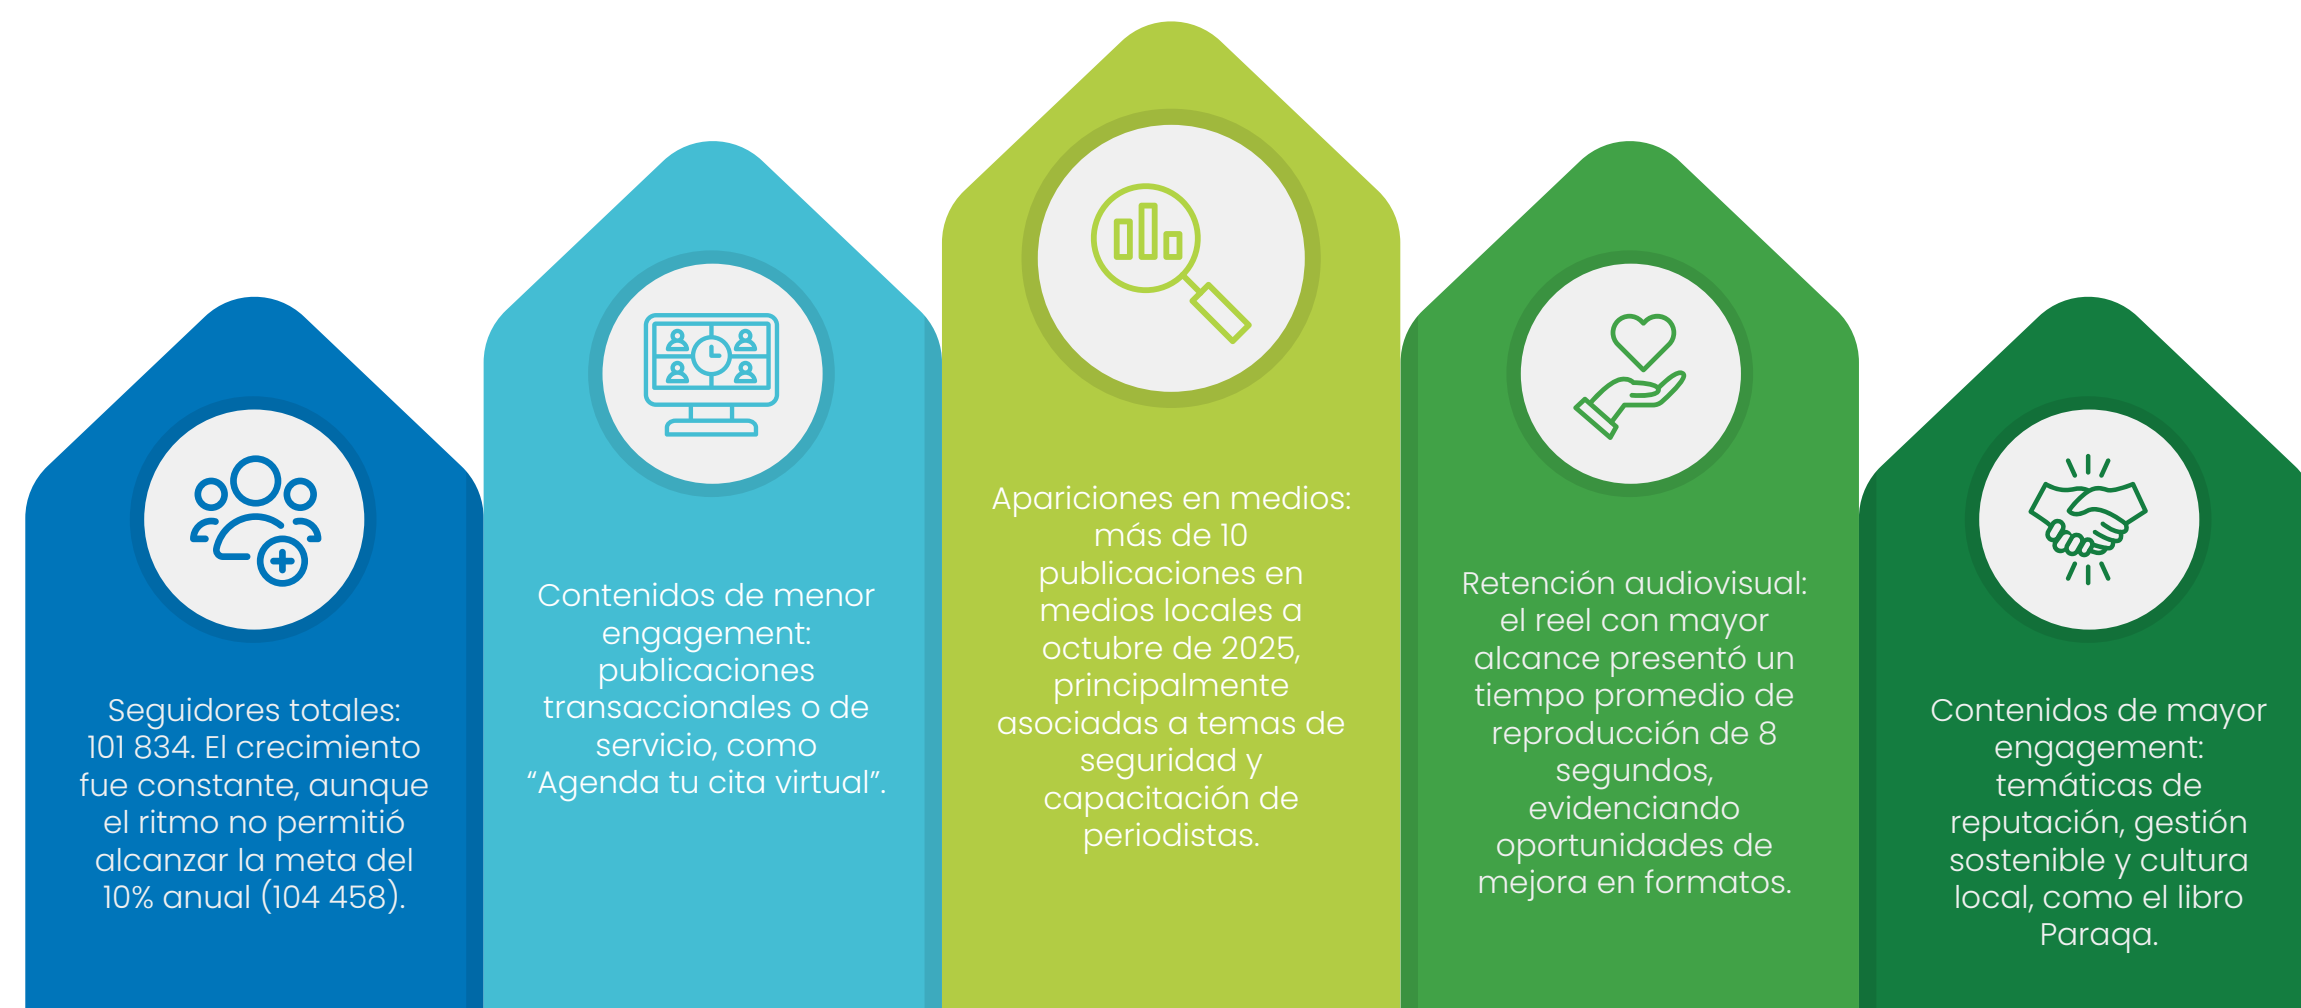 Seguidores totales:
101 834. El crecimiento
fue constante, aunque
el ritmo no permitió
alcanzar la meta del
10% anual (104 458).
Contenidos de menor
engagement:
publicaciones
transaccionales o de
servicio, como
“Agenda tu cita virtual”.
Apariciones en medios:
más de 10
publicaciones en
medios locales a
octubre de 2025,
principalmente
asociadas a temas de
seguridad y
capacitación de
periodistas.
Retención audiovisual:
el reel con mayor
alcance presentó un
tiempo promedio de
reproducción de 8
segundos,
evidenciando
oportunidades de
mejora en formatos.
Contenidos de mayor
engagement:
temáticas de
reputación, gestión
sostenible y cultura
local, como el libro
Paraqa.